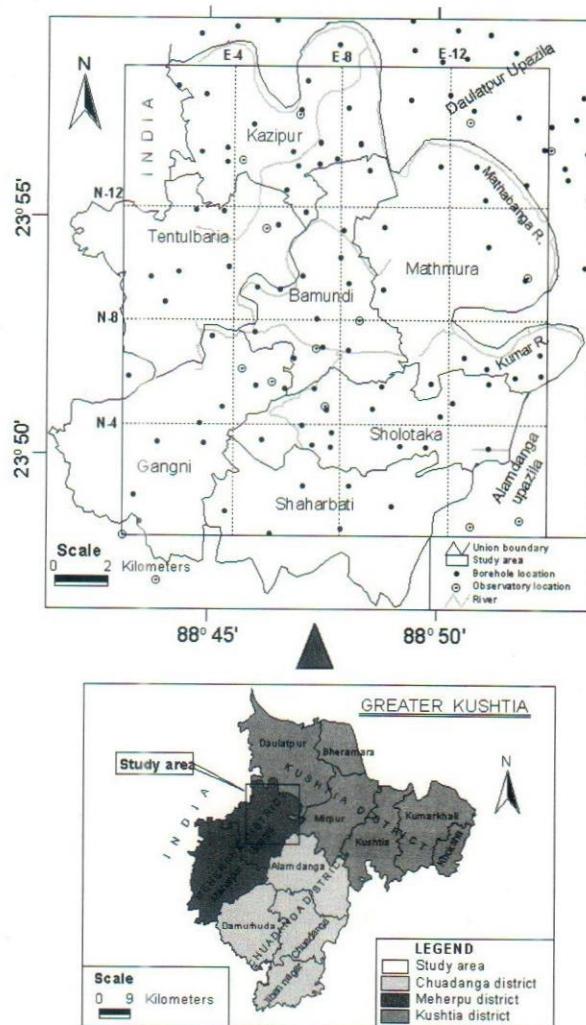 N
E-4
E-8
E-12
Daulatpur Upazila
INDIA
Kazipur
N-12
23°55'
Mathabanga R.
Tentulbaria
Mathmura
Bamundi
N-8
Kumar R.
N-4
23°50'
Sholotaka
Gangni
Alamdanga
upazila
Shaharbati
Scale
0 2 Kilometers
Union boundary
Study area
Borehole location
Observatory location
River
88°45'
88°50'
GREATER KUSHTIA
Daulatpur
Bheramara
Study area
N
KUSHTIA DISTRICT
INDIA
Mirpur
Kumarkhali
Kushtia
Alamdanga
Damurhuda
CHUADANGA DISTRICT
Chuadanga
LEGEND
Study area
Chuadanga district
Meherpu district
Kushtia district
Scale
0 9 Kilometers